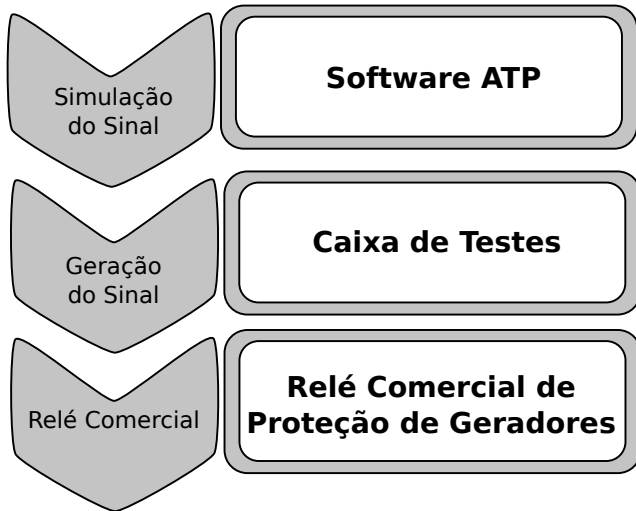 Simulação
do Sinal
Software ATP
Geração
do Sinal
Caixa de Testes
Relé Comercial
Relé Comercial de
Proteção de Geradores